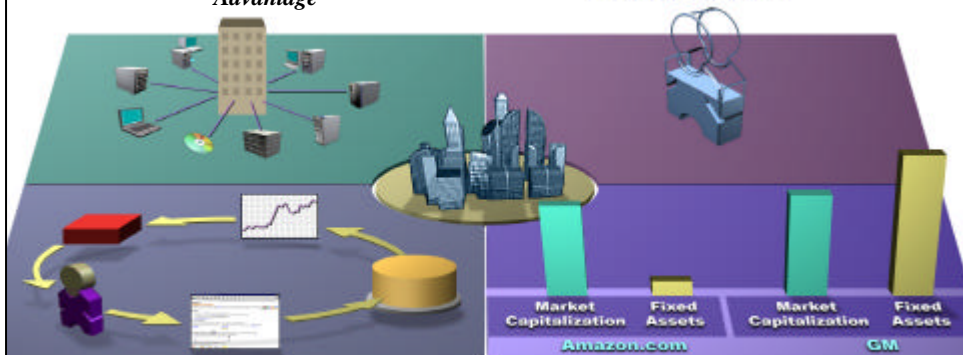 Advantage
Market Capitalization
Fixed Assets
Market Capitalization
Fixed Assets
Amazon.com
GM